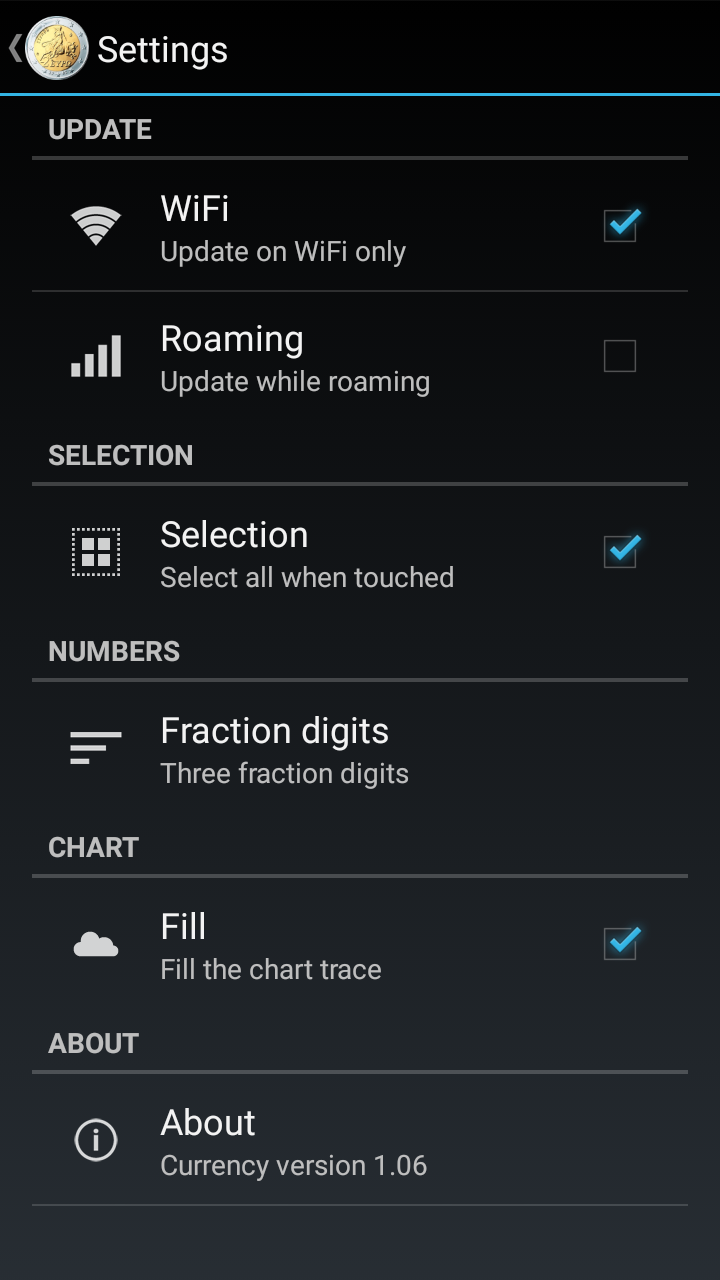 Settings
UPDATE
WiFi
Update on WiFi only
Roaming
Update while roaming
SELECTION
Selection
Select all when touched
NUMBERS
Fraction digits
Three fraction digits
CHART
Fill
Fill the chart trace
ABOUT
About
Currency version 1.06